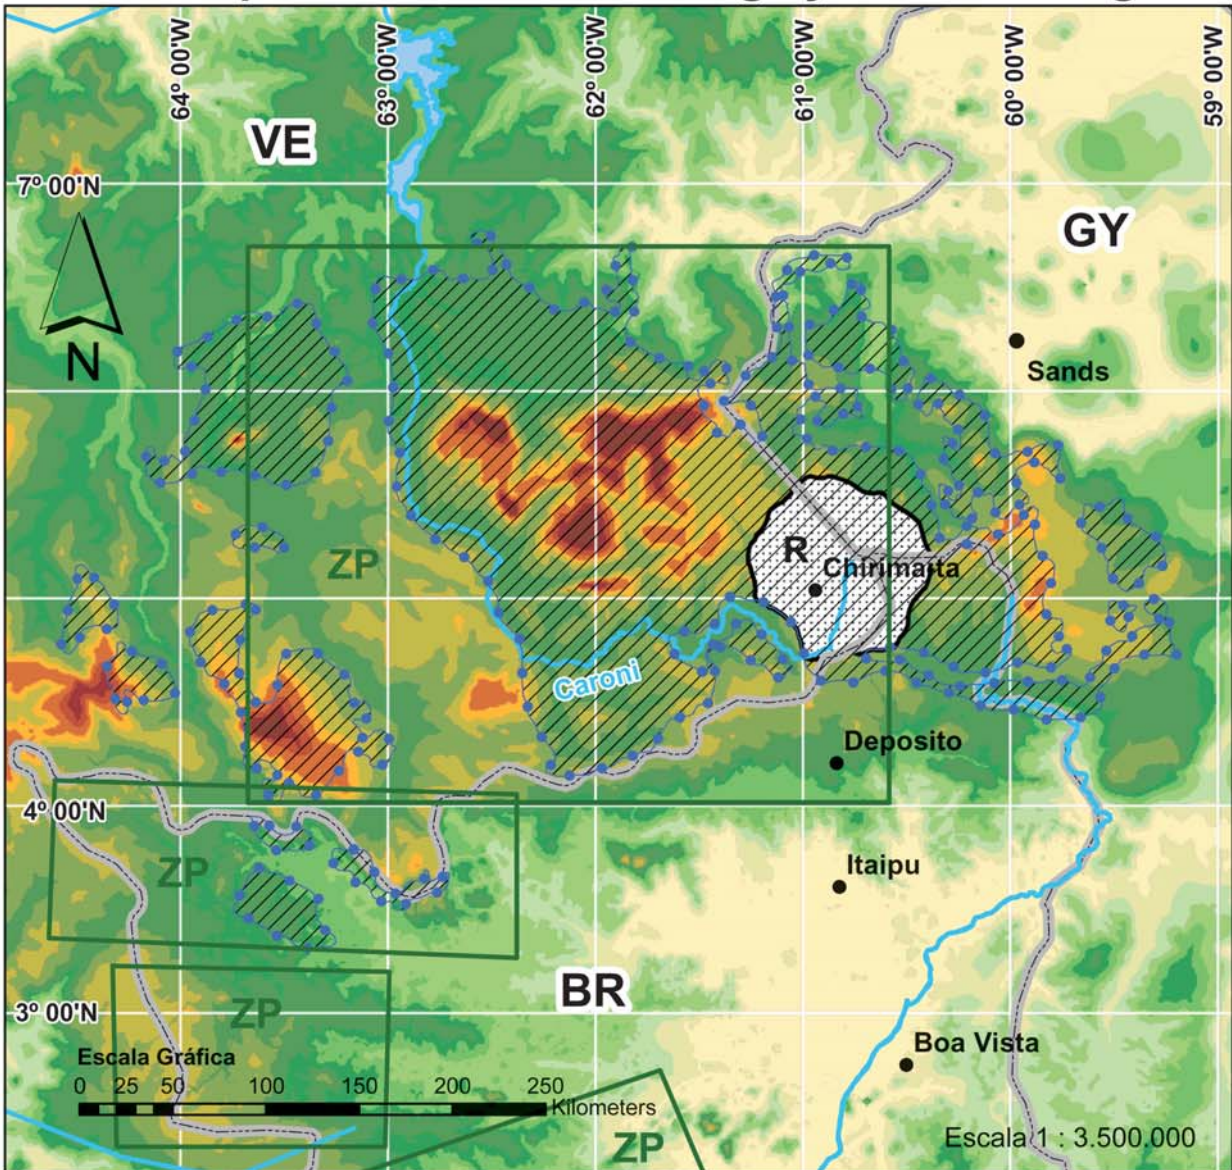 64° 00'W
63° 00'W
62° 00'W
61° 00'W
60° 00'W
59° 00'W
VE
7° 00'N
GY
N
Sands
ZP
R
Chirimarta
Caroni
Deposito
4° 00'N
ZP
Itaipu
BR
3° 00'N
ZP
Boa Vista
Escala Gráfica
0 25 50 100 150 200 250
Kilometers
ZP
Escala 1 : 3.500.000